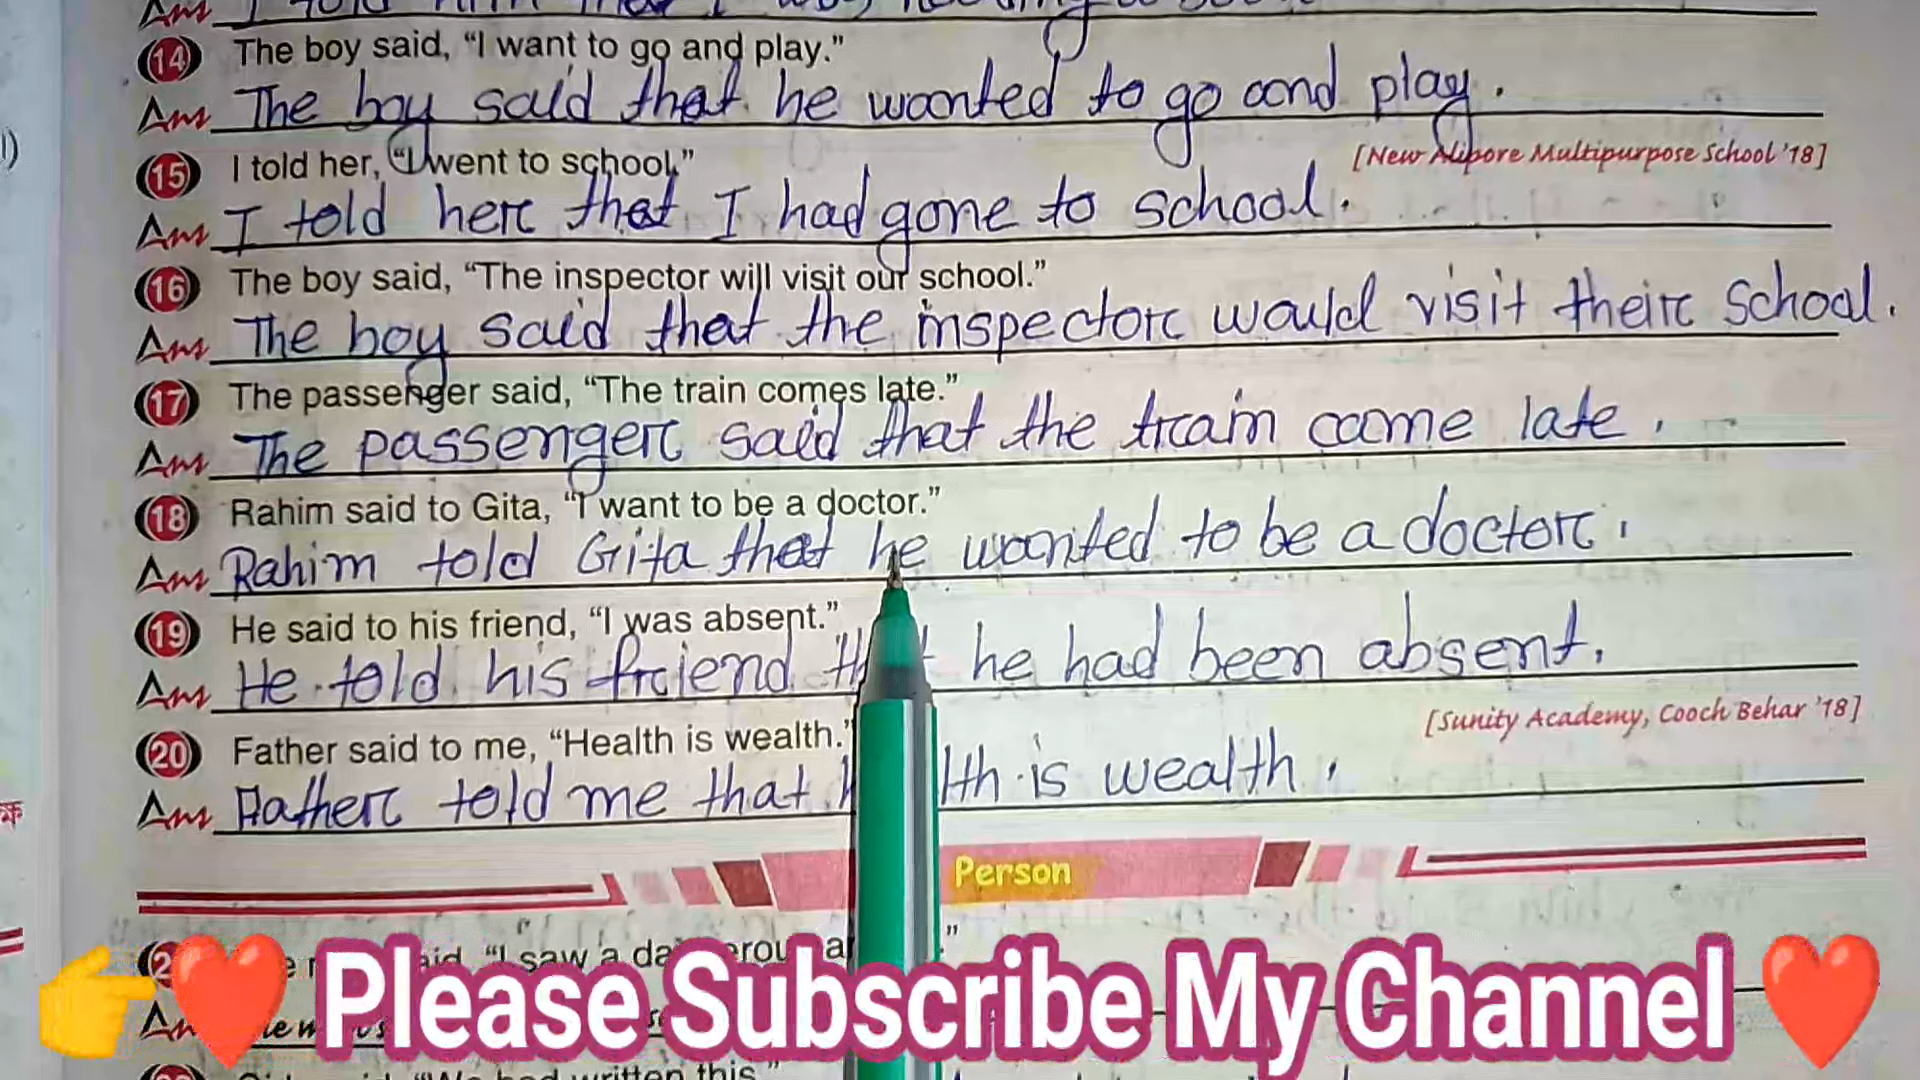 Ans I told him that I was
14 The boy said, “I want to go and play.”
Ans The boy said that he wanted to go and play.
[New Alipore Multipurpose School ’18]
15 I told her, “I went to school.”
Ans I told her that I had gone to school.
16 The boy said, “The inspector will visit our school.”
Ans The boy said that the inspector would visit their school.
17 The passenger said, “The train comes late.”
Ans The passenger said that the train came late.
18 Rahim said to Gita, “I want to be a doctor.”
Ans Rahim told Gita that he wanted to be a doctor.
19 He said to his friend, “I was absent.”
Ans He told his friend he had been absent.
[Sunity Academy, Cooch Behar ’18]
20 Father said to me, “Health is wealth.”
Ans Father told me that is wealth.
Person
“I saw a
👉❤️ Please Subscribe My Channel ❤️
written this.”